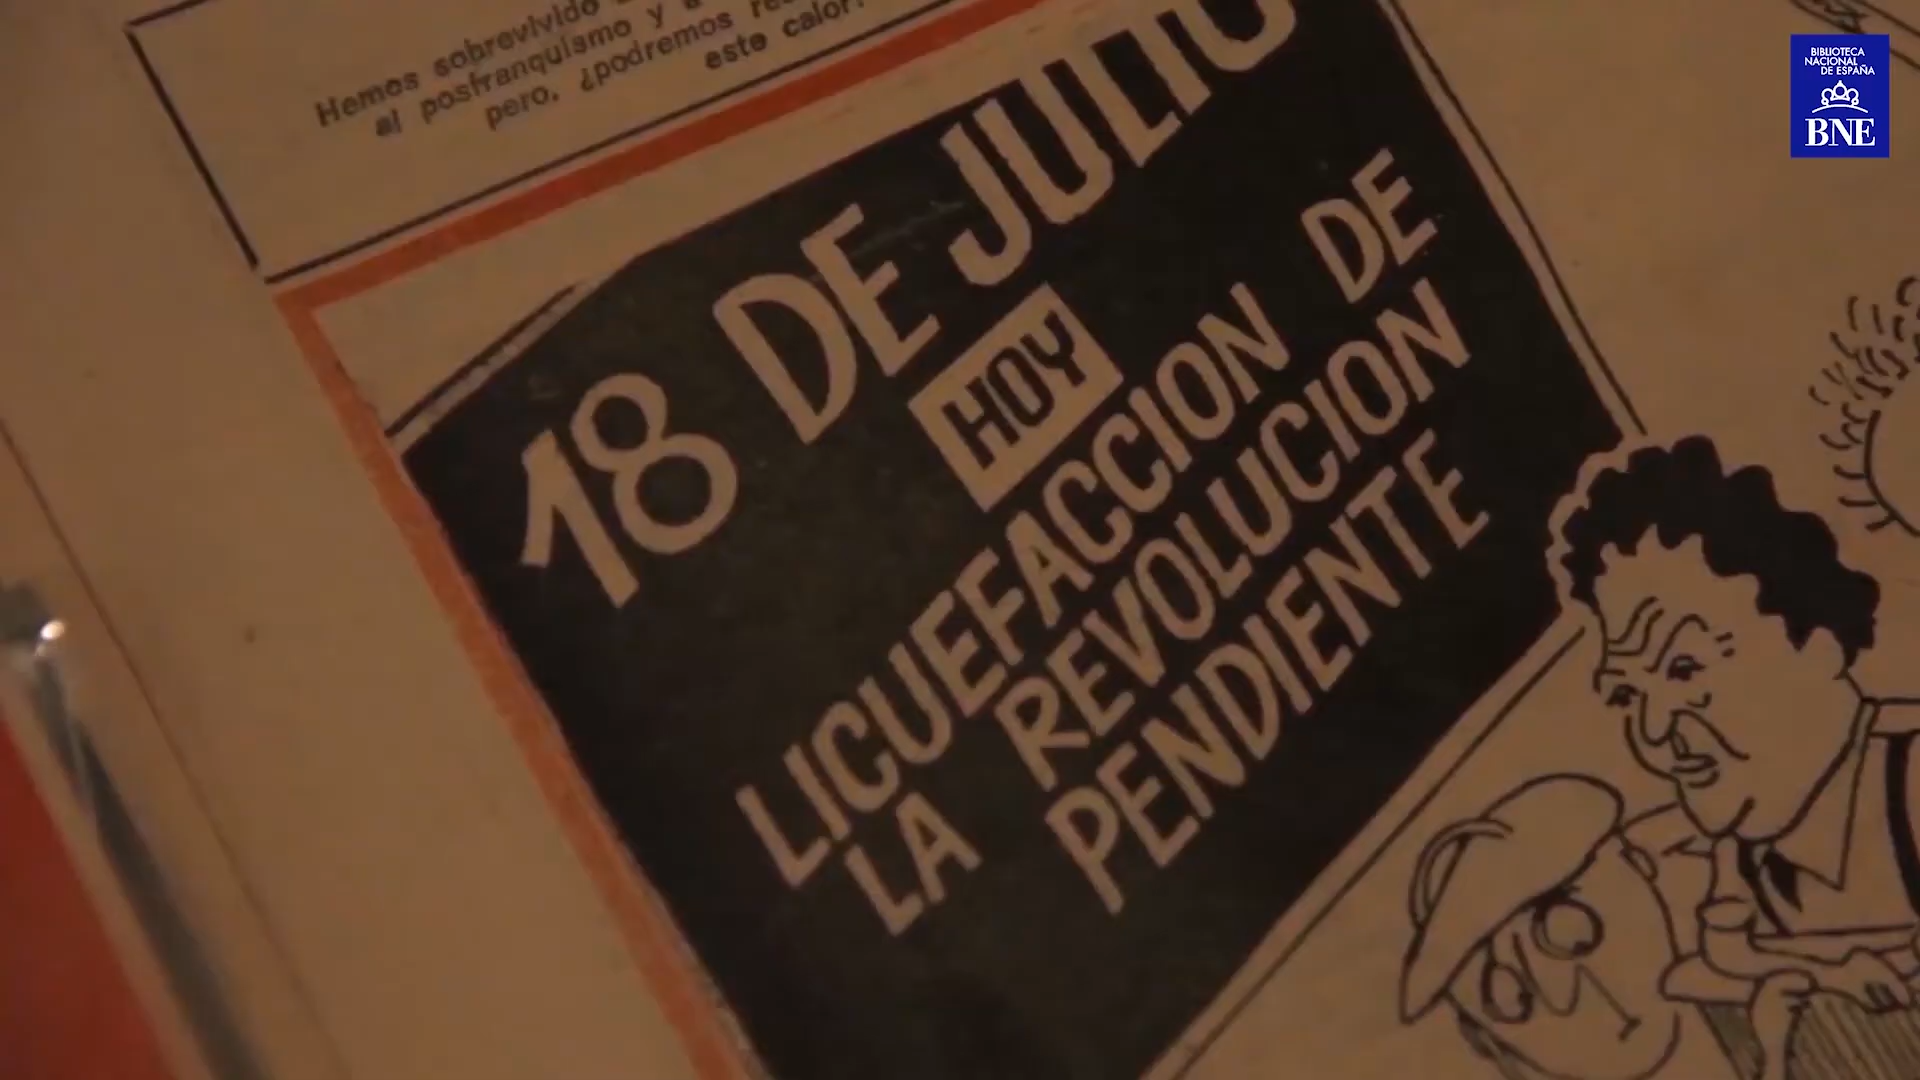 Hemos sobrevivido
al posfranquismo y a
pero, ¿podremos
este calor?
18 DE JULIO
HOY
LICUEFACCION DE
LA REVOLUCION
PENDIENTE
BIBLIOTECA
NACIONAL
DE ESPAÑA
BNE